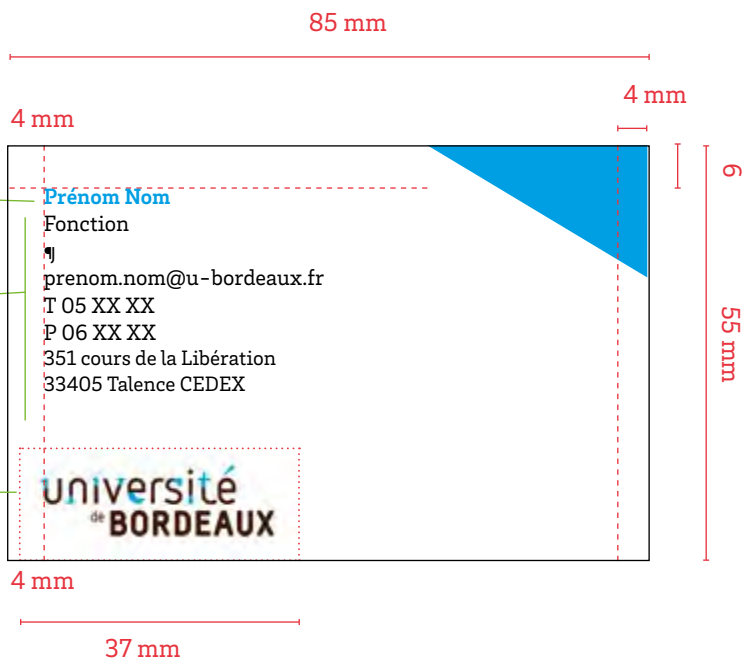 85 mm
4 mm
4 mm
6
Prénom Nom
Fonction
¶
prenom.nom@u-bordeaux.fr
T 05 XX XX
P 06 XX XX
351 cours de la Libération
33405 Talence CEDEX
55 mm
université
de BORDEAUX
4 mm
37 mm